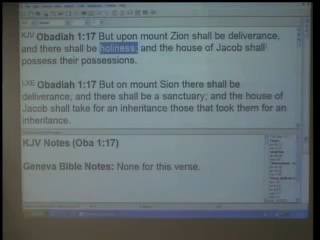 KJV Obadiah 1:17 But upon mount Zion shall be deliverance,
and there shall be holiness; and the house of Jacob shall
possess their possessions.
LXE Obadiah 1:17 But on mount Sion there shall be
deliverance, and there shall be a sanctuary; and the house of
Jacob shall take for an inheritance those that took them for an
inheritance.
KJV Notes (Oba 1:17)
Geneva Bible Notes: None for this verse.